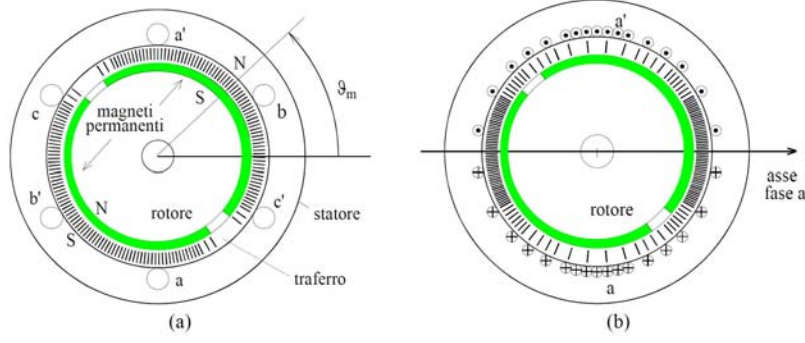 a'
N
S
ϑm
c
b
magneti
permanenti
b'
N
S
rotore
c'
statore
a
traferro
(a)
a'
asse
fase a
rotore
a
(b)